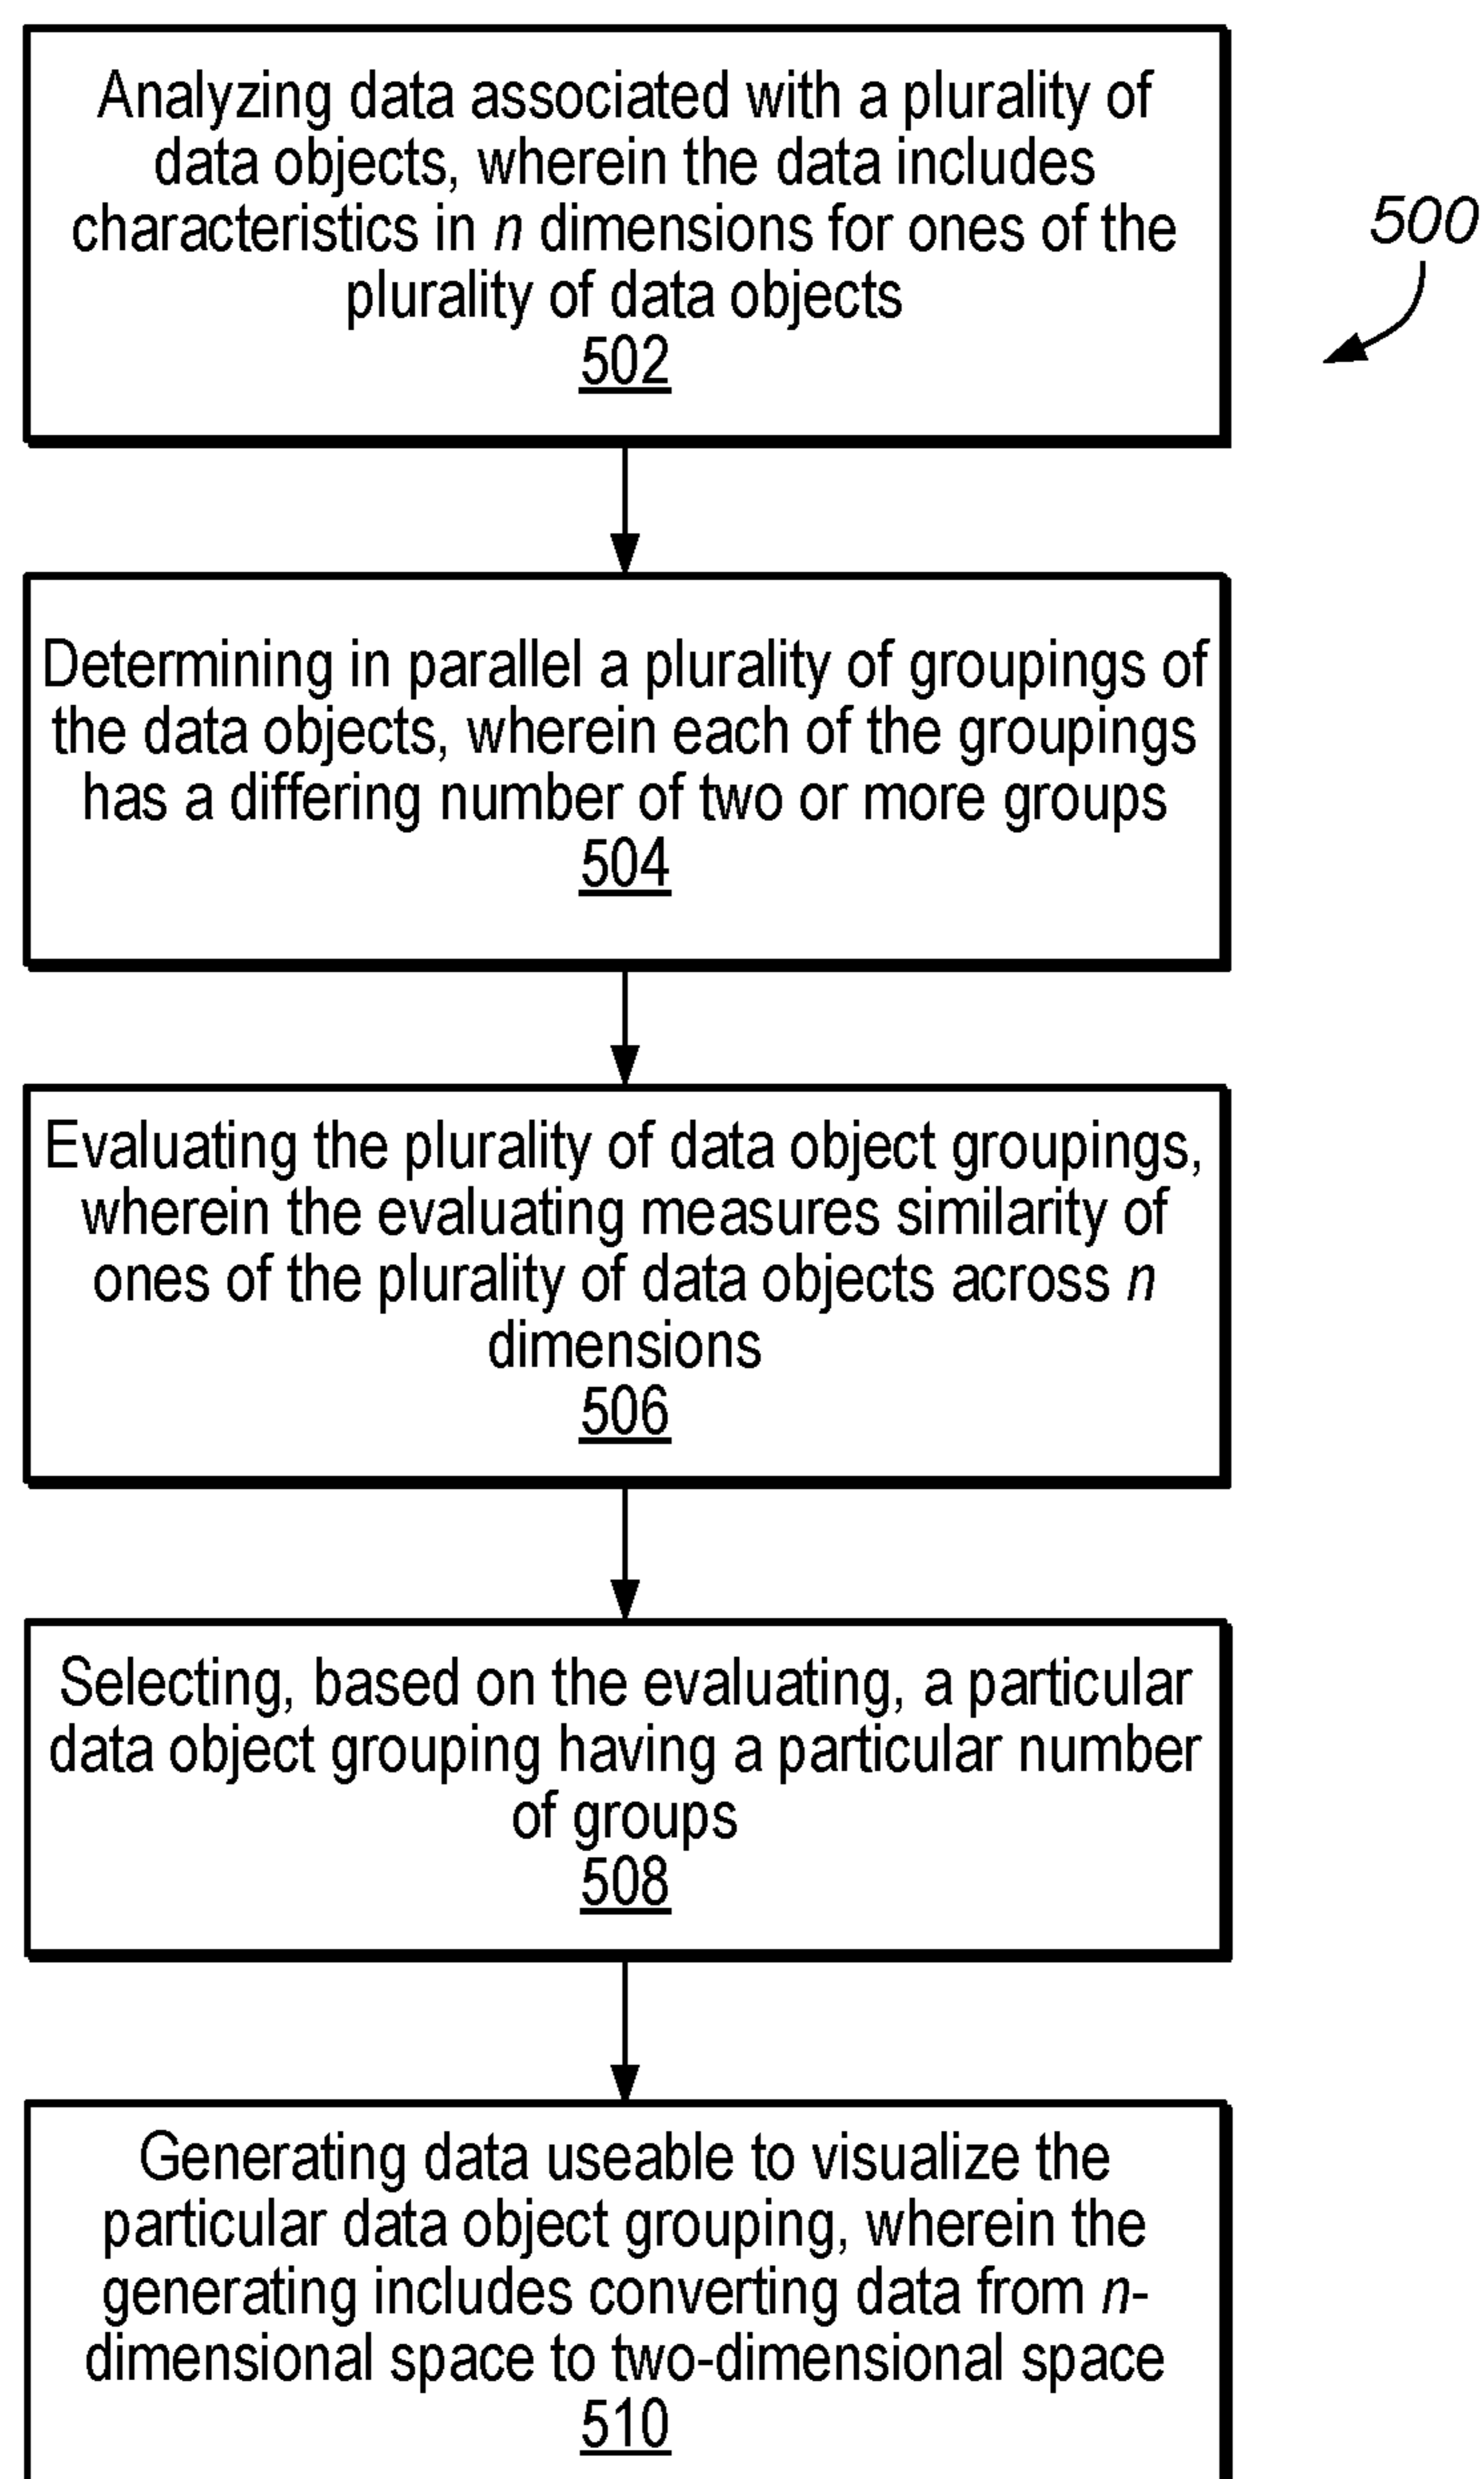 Analyzing data associated with a plurality of
data objects, wherein the data includes
characteristics in n dimensions for ones of the
plurality of data objects
502
500
Determining in parallel a plurality of groupings of
the data objects, wherein each of the groupings
has a differing number of two or more groups
504
Evaluating the plurality of data object groupings,
wherein the evaluating measures similarity of
ones of the plurality of data objects across n
dimensions
506
Selecting, based on the evaluating, a particular
data object grouping having a particular number
of groups
508
Generating data useable to visualize the
particular data object grouping, wherein the
generating includes converting data from n-
dimensional space to two-dimensional space
510